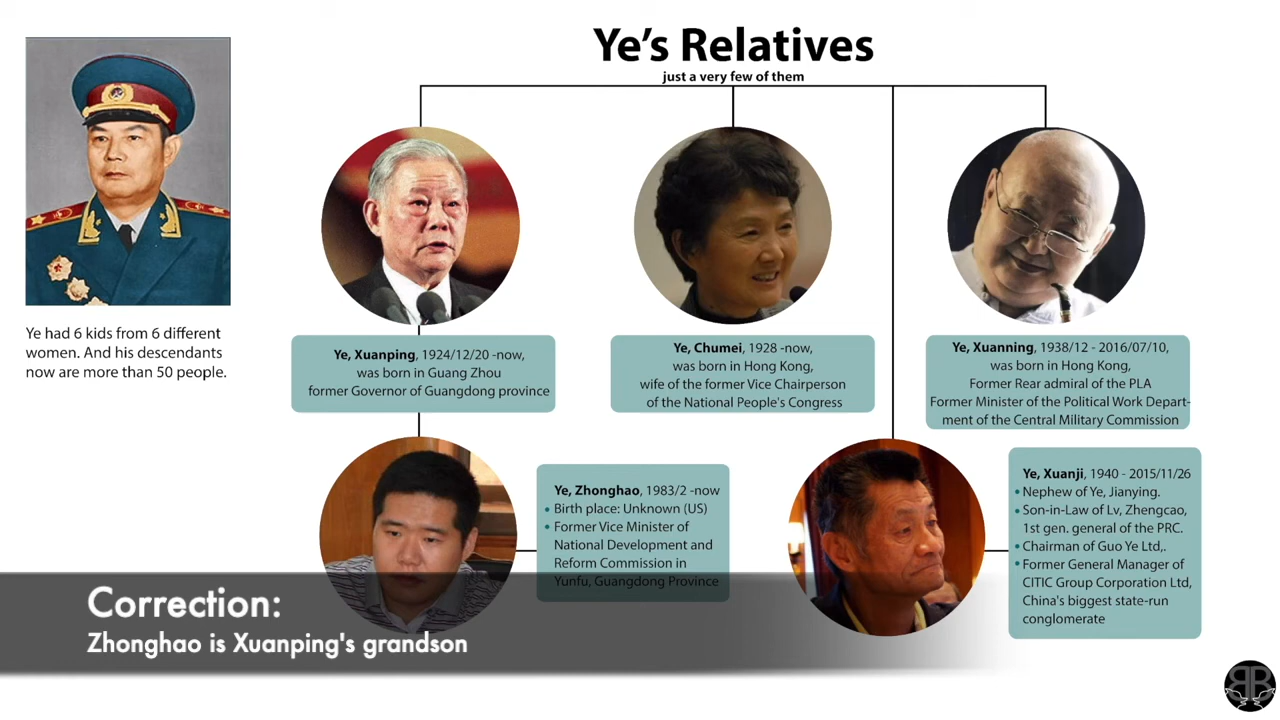 Ye's Relatives
just a very few of them
Ye had 6 kids from 6 different
women. And his descendants
now are more than 50 people.
Ye, Xuanping, 1924/12/20 -now,
was born in Guang Zhou
former Governor of Guangdong province
Ye, Chumei, 1928 -now,
was born in Hong Kong,
wife of the former Vice Chairperson
of the National People's Congress
Ye, Xuanning, 1938/12 - 2016/07/10,
was born in Hong Kong,
Former Rear admiral of the PLA
Former Minister of the Political Work Depart-
ment of the Central Military Commission
Ye, Zhonghao, 1983/2 -now
• Birth place: Unknown (US)
• Former Vice Minister of
National Development and
Reform Commission in
Yunfu, Guangdong Province
Ye, Xuanji, 1940 - 2015/11/26
• Nephew of Ye, Jianying.
• Son-in-Law of Lv, Zhengcao,
1st gen. general of the PRC.
• Chairman of Guo Ye Ltd,.
• Former General Manager of
CITIC Group Corporation Ltd,
China's biggest state-run
conglomerate
Correction:
Zhonghao is Xuanping's grandson